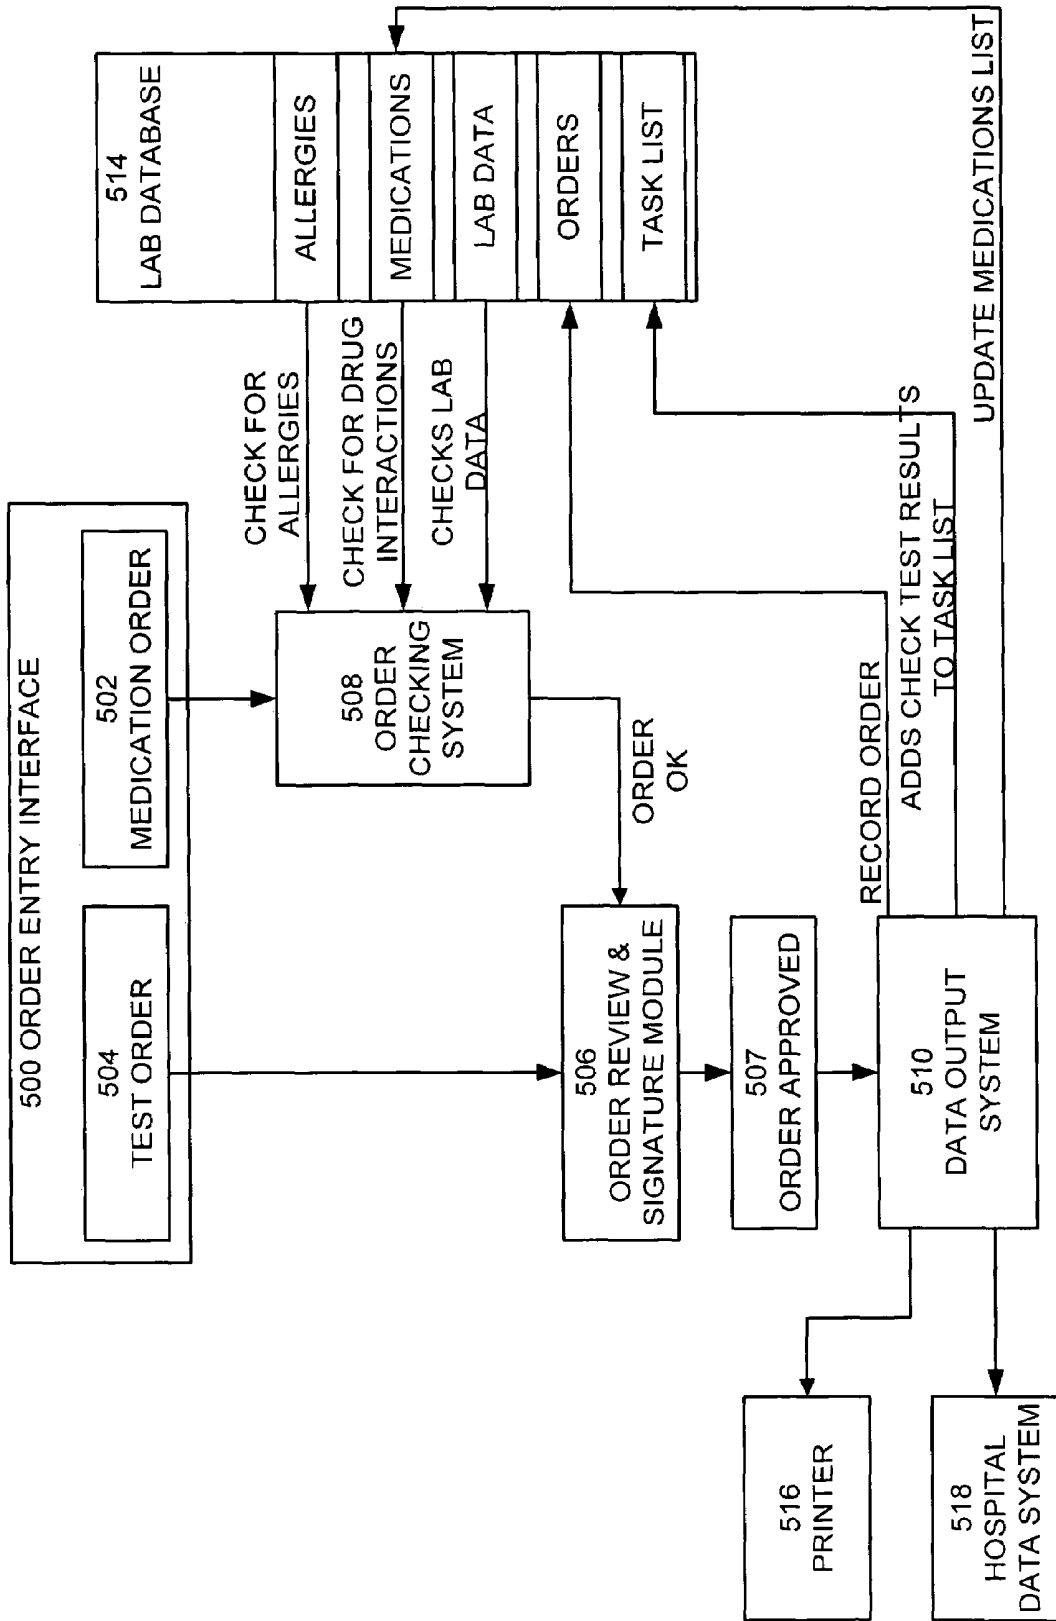 500 ORDER ENTRY INTERFACE
504
TEST ORDER
502
MEDICATION ORDER
514
LAB DATABASE
ALLERGIES
MEDICATIONS
LAB DATA
ORDERS
TASK LIST
CHECK FOR
ALLERGIES
CHECK FOR DRUG
INTERACTIONS
CHECKS LAB
DATA
508
ORDER
CHECKING
SYSTEM
ORDER
OK
506
ORDER REVIEW &
SIGNATURE MODULE
507
ORDER APPROVED
510
DATA OUTPUT
SYSTEM
RECORD ORDER
ADDS CHECK TEST RESULTS
TO TASK LIST
UPDATE MEDICATIONS LIST
516
PRINTER
518
HOSPITAL
DATA SYSTEM